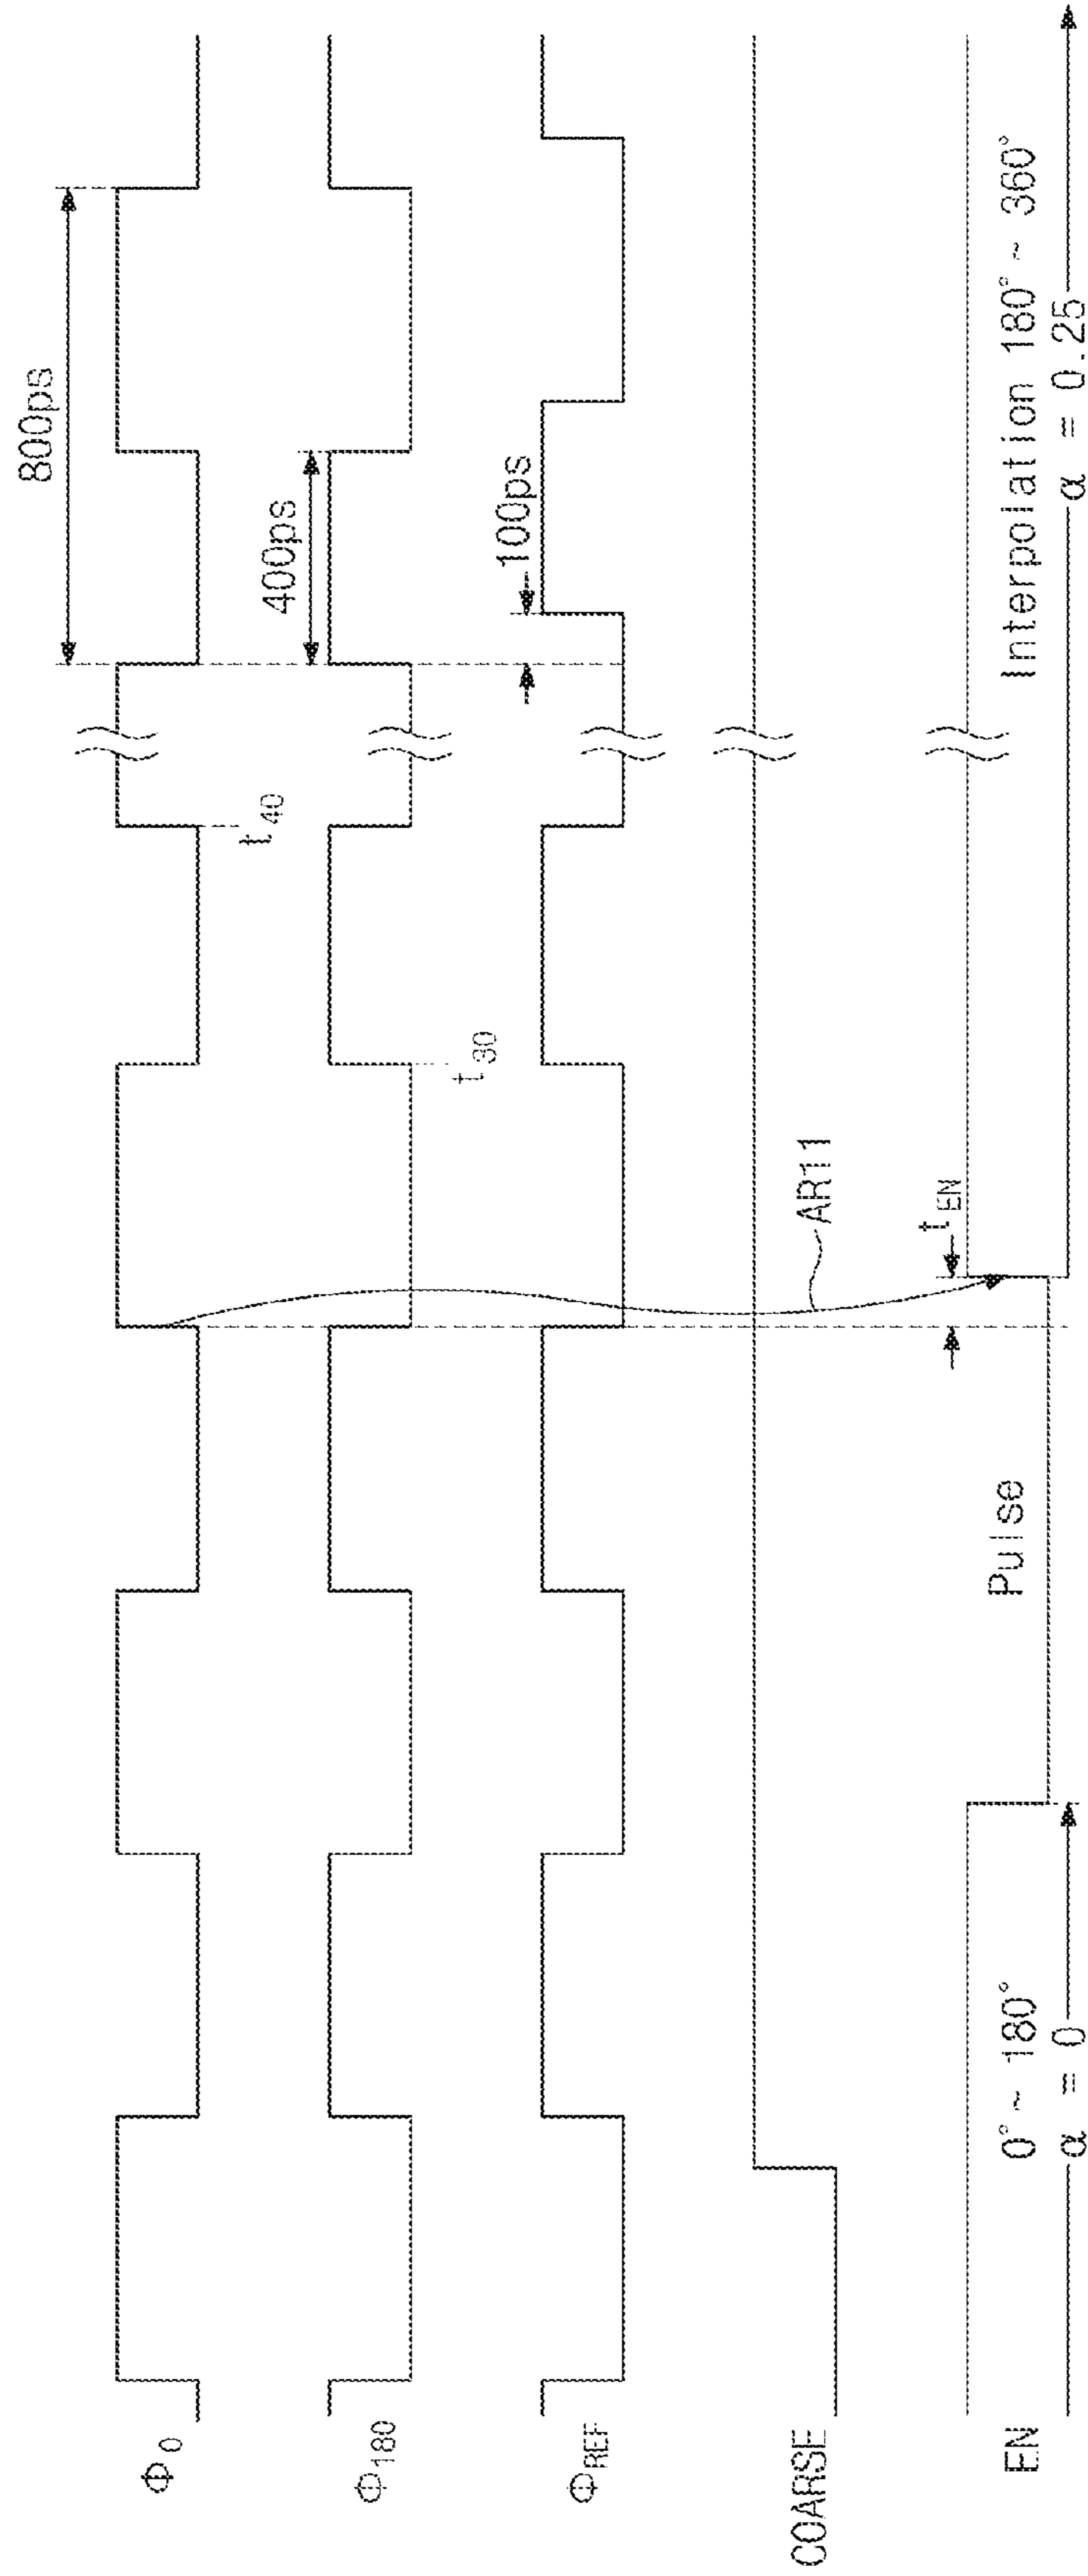 800ps
Φ0
400ps
t40
Φ180
100ps
t30
ΦREF
AR11
COARSE
tEN
EN
0° ~ 180°
Pulse
Interpolation 180° ~ 360°
α = 0
α = 0.25